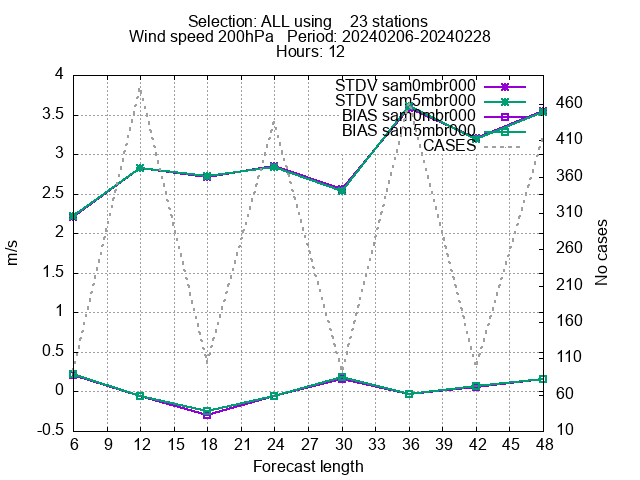 Selection: ALL using    23 stations
Wind speed 200hPa   Period: 20240206-20240228
Hours: 12
STDV sam0mbr000
STDV sam5mbr000
BIAS sam0mbr000
BIAS sam5mbr000
CASES
4
3.5
3
2.5
2
1.5
1
0.5
0
-0.5
m/s
460
410
360
310
260
210
160
110
60
10
No cases
6 9 12 15 18 21 24 27 30 33 36 39 42 45 48
Forecast length